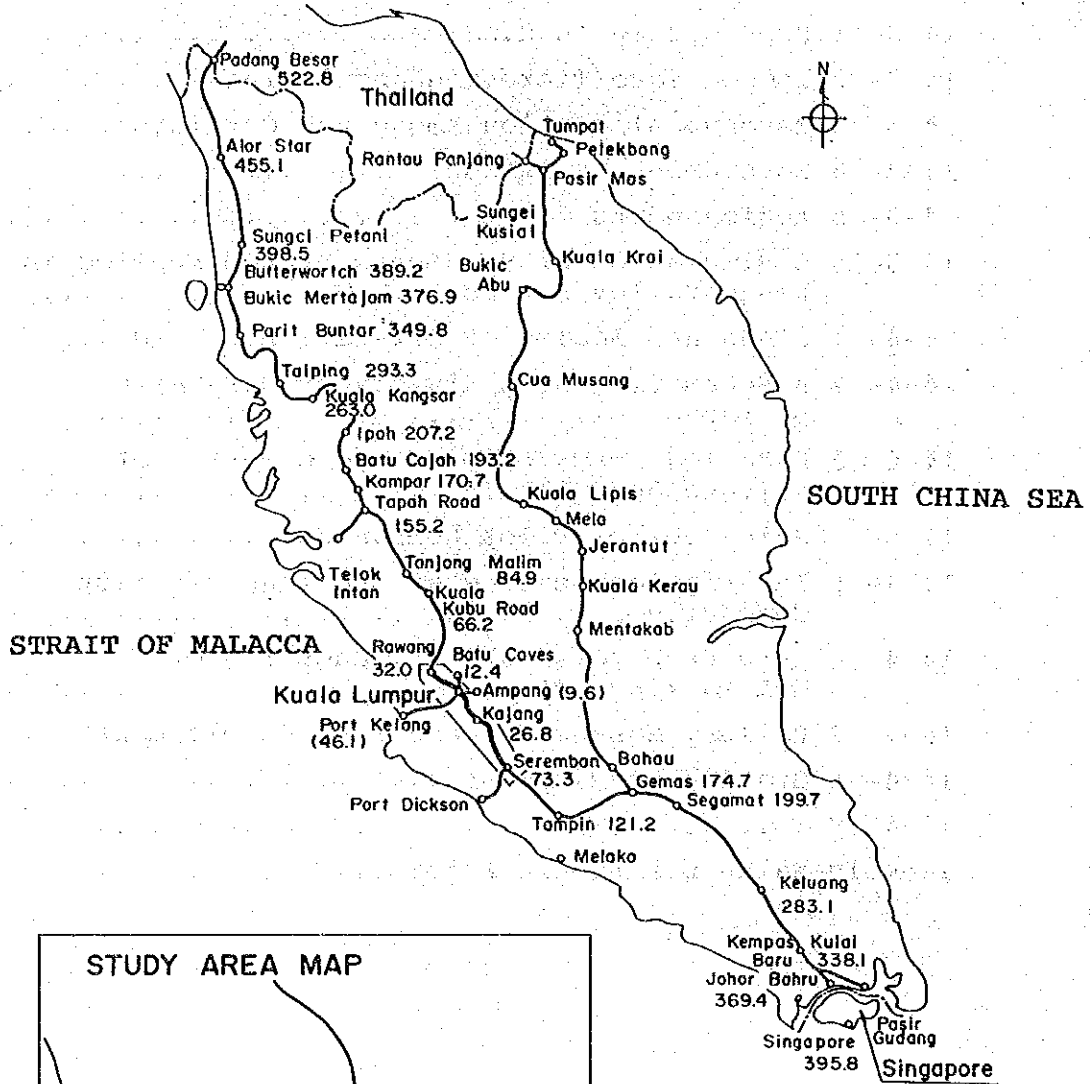 Padang Besar
522.8
Thailand
N
Tumpat
Pelekbang
Rantau Panjang
Pasir Mas
Alor Star
455.1
Sungei
Kusial
Sungci Petani
398.5
Kuala Krai
Bukic
Abu
Butterwortch 389.2
Bukic Mertajam 376.9
Parit Buntar 349.8
Taiping 293.3
Cua Musang
Kuala Kangsar
263.0
Ipoh 207.2
Batu Cajah 193.2
Kampar 170.7
Tapah Road
155.2
Kuala Lipis
SOUTH CHINA SEA
Mela
Jerantut
Telok
Intan
Tanjong Malim
84.9
Kuala
Kubu Road
66.2
Kuala Kerau
Mentakab
STRAIT OF MALACCA
Rawang
32.0
Batu Caves
12.4
Kuala Lumpur
Ampang (9.6)
Port Kelang
(46.1)
Kajang
26.8
Seremban
73.3
Bahau
Gemas 174.7
Segamat 199.7
Port Dickson
Tampin 121.2
Melaka
Keluang
283.1
Kempas
Baru
Kulai
338.1
Johor Bahru
369.4
Pasir
Gudang
Singapore
395.8
Singapore
STUDY AREA MAP